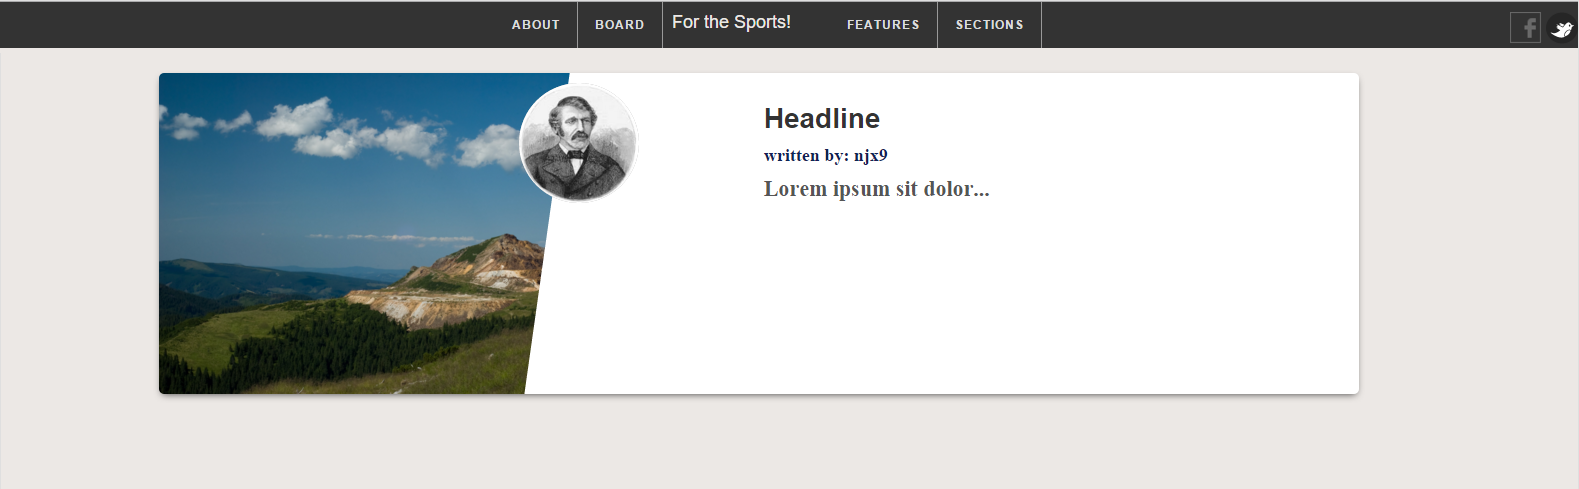 ABOUT BOARD For the Sports! FEATURES SECTIONS f
Headline
written by: njx9
Lorem ipsum sit dolor...